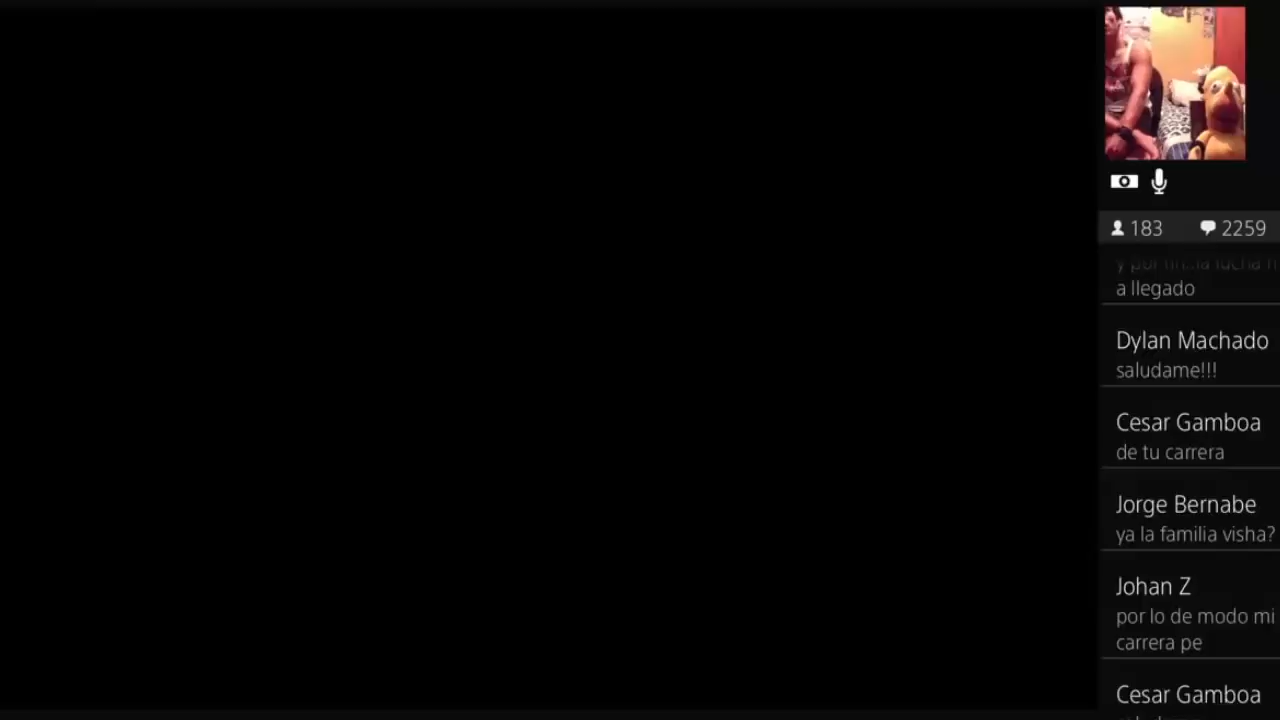 183 2259
a llegado
Dylan Machado
saludame!!!
Cesar Gamboa
de tu carrera
Jorge Bernabe
ya la familia visha?
Johan Z
por lo de modo mi
carrera pe
Cesar Gamboa